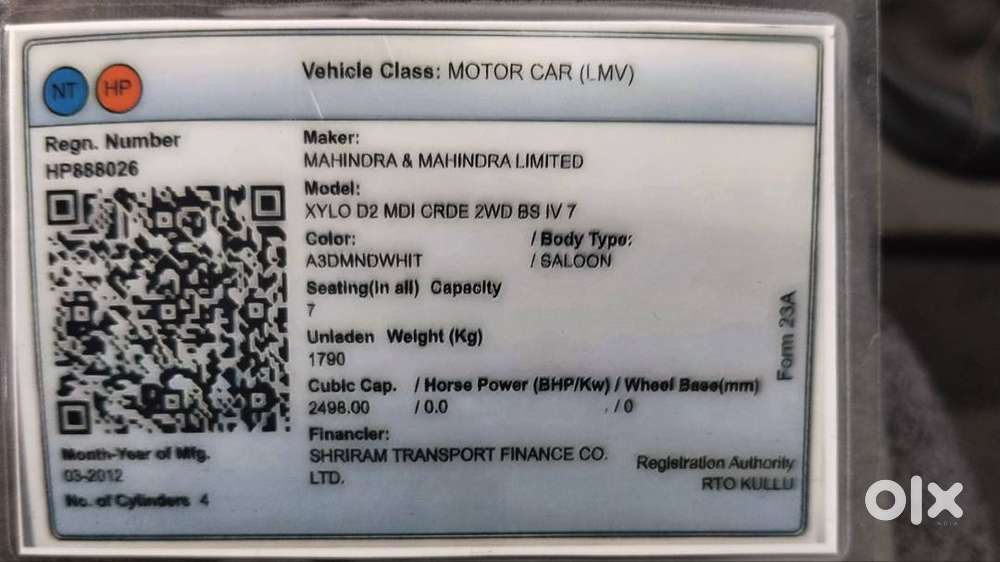 NT HP
Vehicle Class: MOTOR CAR (LMV)
Regn. Number
HP888026
Maker:
MAHINDRA & MAHINDRA LIMITED
Model:
XYLO D2 MDI CRDE 2WD BS IV 7
Color: / Body Type:
A3DMNDWHIT / SALOON
Seating(in all) Capacity
7
Unladen Weight (Kg)
1790
Cubic Cap. / Horse Power (BHP/Kw) / Wheel Base(mm)
2498.00 / 0.0 / 0
Financier:
SHRIRAM TRANSPORT FINANCE CO.
LTD.
Month-Year of Mfg.
03-2012
No. of Cylinders 4
Form 23A
Registration Authority
RTO KULLU
olx
INDIA